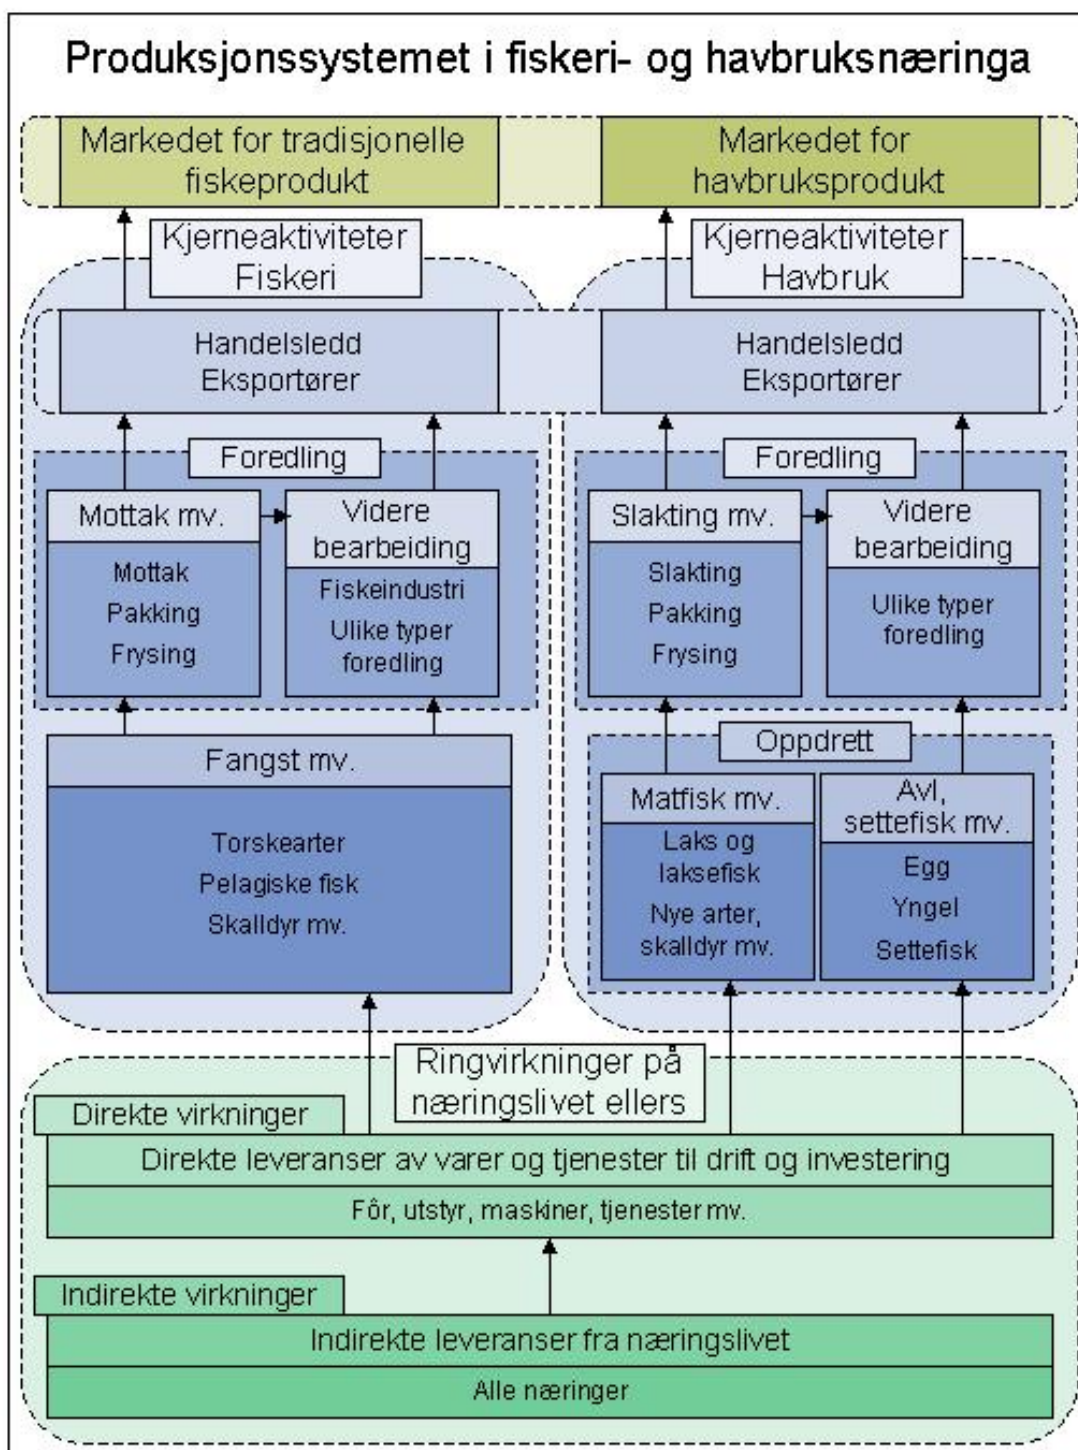 Produksjonssystemet i fiskeri- og havbruksnæringa
Markedet for tradisjonelle
fiskeprodukt
Markedet for
havbruksprodukt
Kjerneaktiviteter
Fiskeri
Kjerneaktiviteter
Havbruk
Handelsledd
Eksportører
Handelsledd
Eksportører
Foredling
Mottak mv.
Mottak
Pakking
Frysing
Videre
bearbeiding
Fiskeindustri
Ulike typer
foredling
Foredling
Slakting mv.
Slakting
Pakking
Frysing
Videre
bearbeiding
Ulike typer
foredling
Fangst mv.
Torskearter
Pelagiske fisk
Skalldyr mv.
Oppdrett
Matfisk mv.
Laks og
laksefisk
Nye arter,
skalldyr mv.
Avl,
settefisk mv.
Egg
Yngel
Settefisk
Ringvirkninger på
næringslivet ellers
Direkte virkninger
Direkte leveranser av varer og tjenester til drift og investering
Fôr, utstyr, maskiner, tjenester mv.
Indirekte virkninger
Indirekte leveranser fra næringslivet
Alle næringer